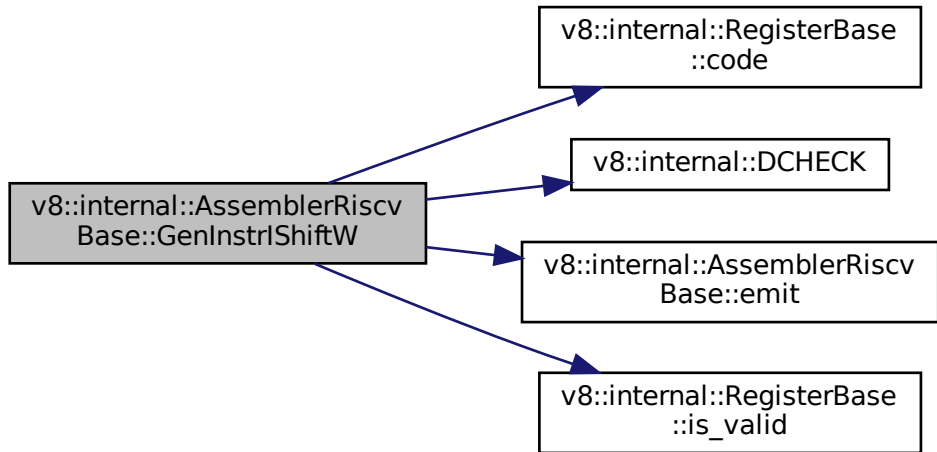 v8::internal::RegisterBase
::code
v8::internal::DCHECK
v8::internal::AssemblerRiscv
Base::GenInstrIShiftW
v8::internal::AssemblerRiscv
Base::emit
v8::internal::RegisterBase
::is_valid